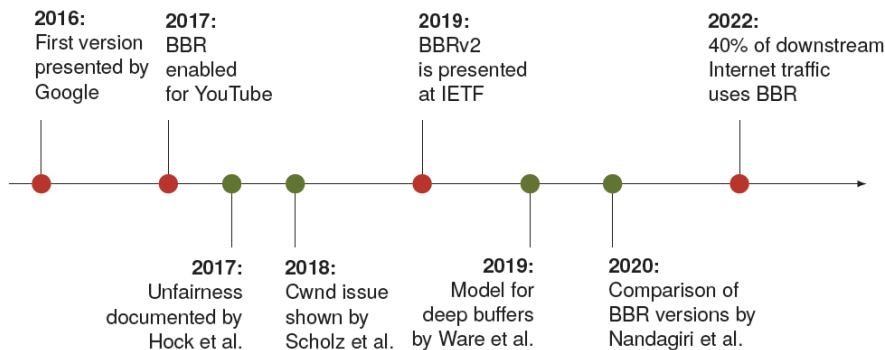 2016:
First version
presented by
Google
2017:
BBR
enabled
for YouTube
2019:
BBRv2
is presented
at IETF
2022:
40% of downstream
Internet traffic
uses BBR
2017:
Unfairness
documented by
Hock et al.
2018:
Cwnd issue
shown by
Scholz et al.
2019:
Model for
deep buffers
by Ware et al.
2020:
Comparison of
BBR versions by
Nandagiri et al.